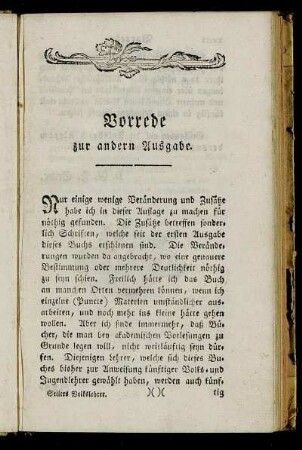 Vorrede
zur andern Ausgabe.
Nur einige wenige Veränderung und Zusätze
habe ich in dieser Auflage zu machen für
nöthig gefunden. Die Zusätze betreffen sonder-
lich Schriften, welche seit der ersten Ausgabe
dieses Buchs erschienen sind. Die Verände-
rungen wurden da angebracht, wo eine genauere
Bestimmung oder mehrere Deutlichkeit nöthig
zu seyn schien. Freilich hätte ich das Buch
an manchen Orten vermehren können, wenn ich
einzelne (Puncte) Materien umständlicher aus-
arbeiten, und noch mehr ins kleine hätte gehen
wollen. Aber ich finde immermehr, daß Bü-
cher, die man bey akademischen Vorlesungen zu
Grunde legen will, nicht weitläuftig seyn dür-
fen. Diejenigen Lehrer, welche sich dieses Bu-
ches bisher zur Anweisung künftiger Volks- und
Jugendlehrer gewählt haben, werden auch künf-
Seilers Volkslehrer. )( )( tig